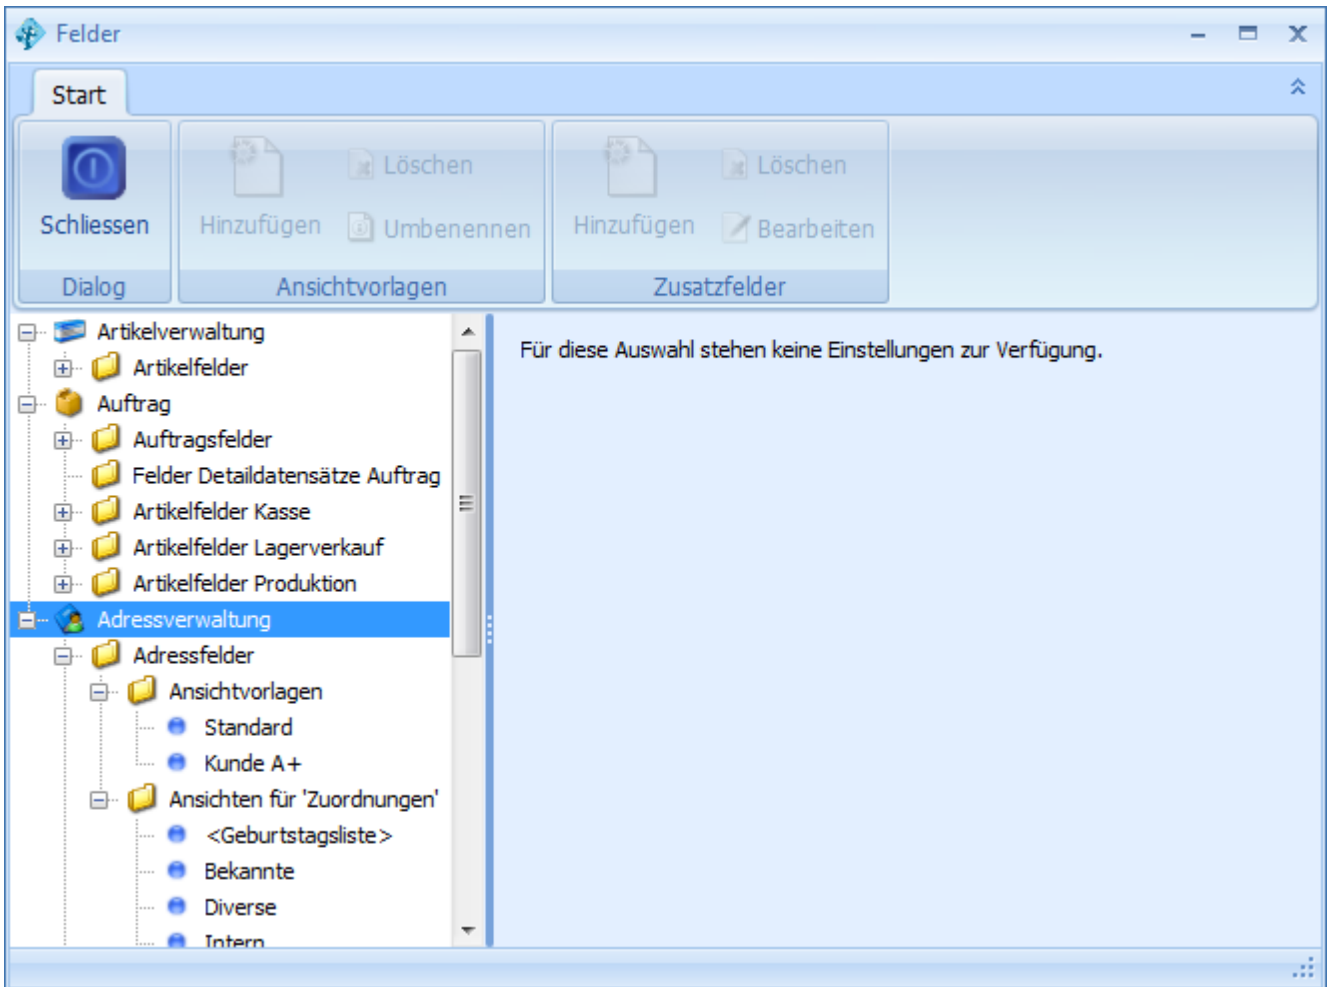 Felder
Start
Schliessen
Hinzufügen
Löschen
Umbenennen
Hinzufügen
Löschen
Bearbeiten
Dialog
Ansichtvorlagen
Zusatzfelder
Artikelverwaltung
Artikelfelder
Auftrag
Auftragsfelder
Felder Detaildatensätze Auftrag
Artikelfelder Kasse
Artikelfelder Lagerverkauf
Artikelfelder Produktion
Adressverwaltung
Adressfelder
Ansichtvorlagen
Standard
Kunde A+
Ansichten für 'Zuordnungen'
<Geburtstagsliste>
Bekannte
Diverse
Intern
Für diese Auswahl stehen keine Einstellungen zur Verfügung.